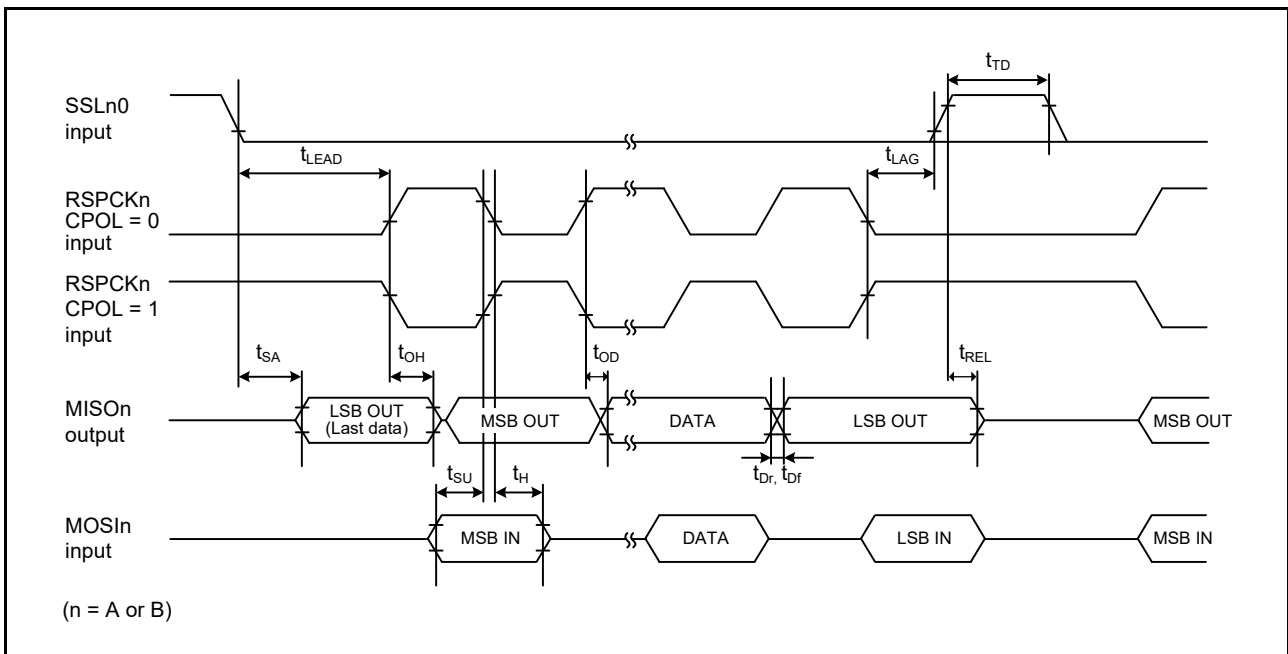 SSLn0
input
tTD
tLEAD
tLAG
RSPCKn
CPOL = 0
input
RSPCKn
CPOL = 1
input
tSA
tOH
tOD
tREL
MISOn
output
LSB OUT
(Last data)
MSB OUT
DATA
LSB OUT
MSB OUT
tSU
tH
tDr, tDf
MOSIn
input
MSB IN
DATA
LSB IN
MSB IN
(n = A or B)